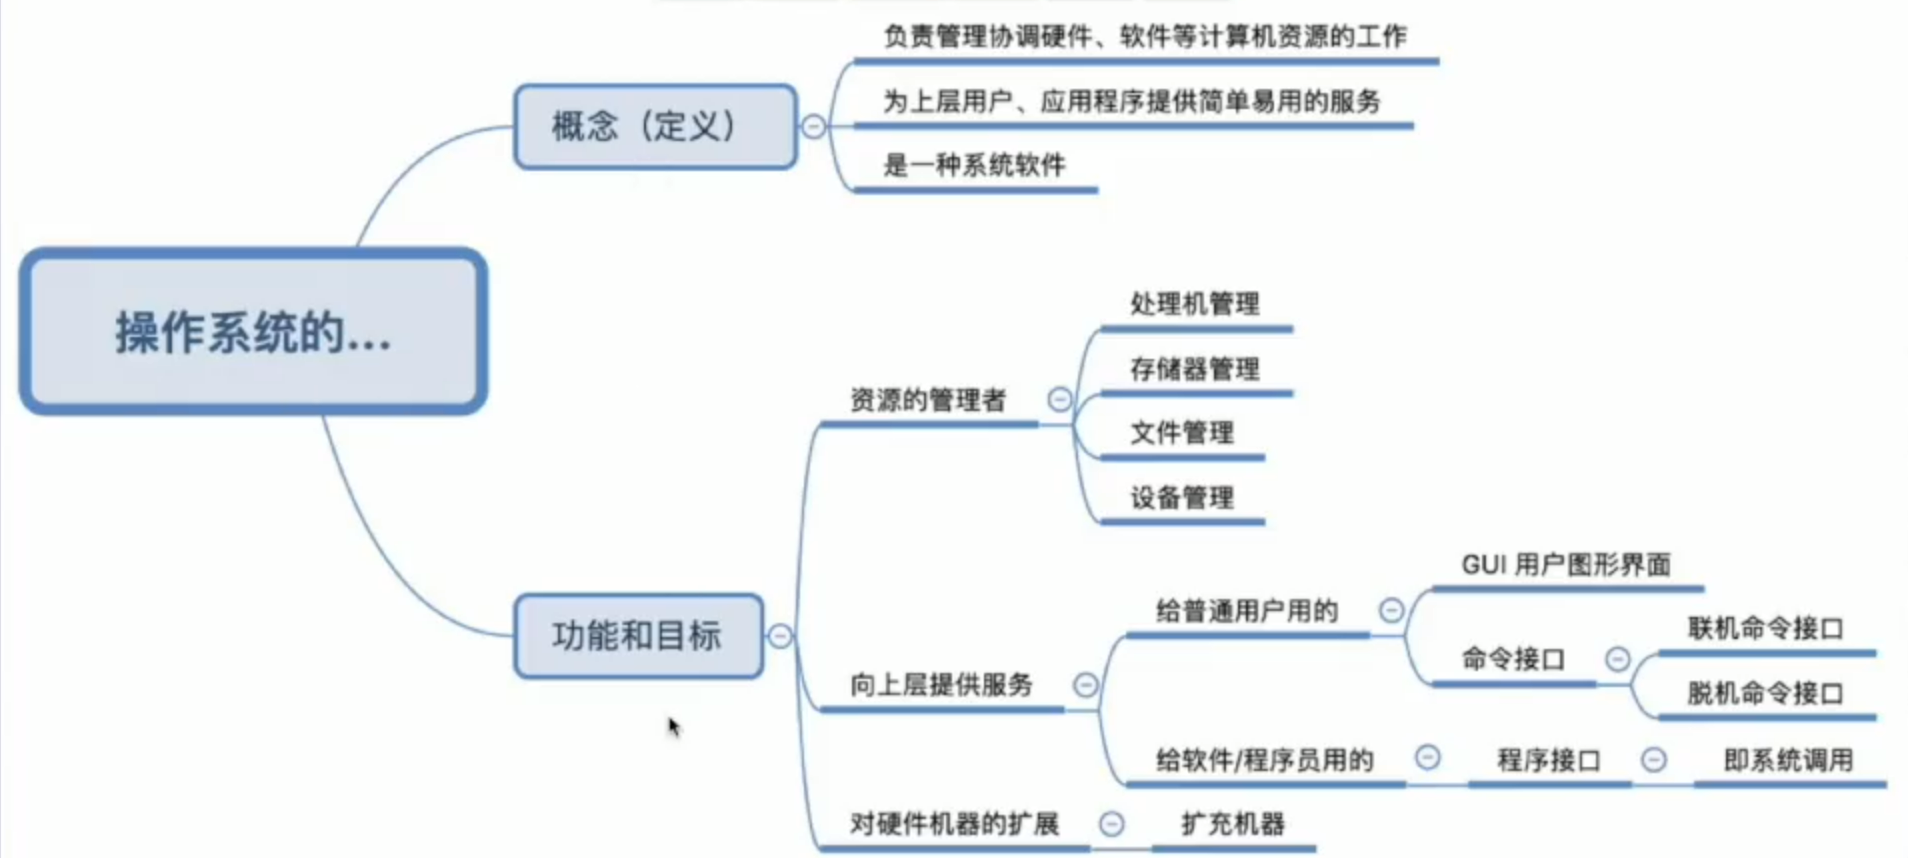 操作系统的...
概念（定义）
负责管理协调硬件、软件等计算机资源的工作
为上层用户、应用程序提供简单易用的服务
是一种系统软件
功能和目标
资源的管理者
处理机管理
存储器管理
文件管理
设备管理
向上层提供服务
给普通用户用的
GUI 用户图形界面
命令接口
联机命令接口
脱机命令接口
给软件/程序员用的
程序接口
即系统调用
对硬件机器的扩展
扩充机器